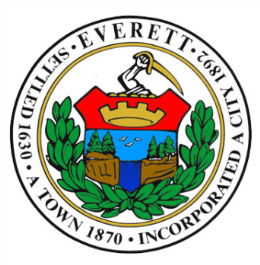 · EVERETT ·
SETTLED 1630 · A TOWN 1870 · INCORPORATED A CITY 1892